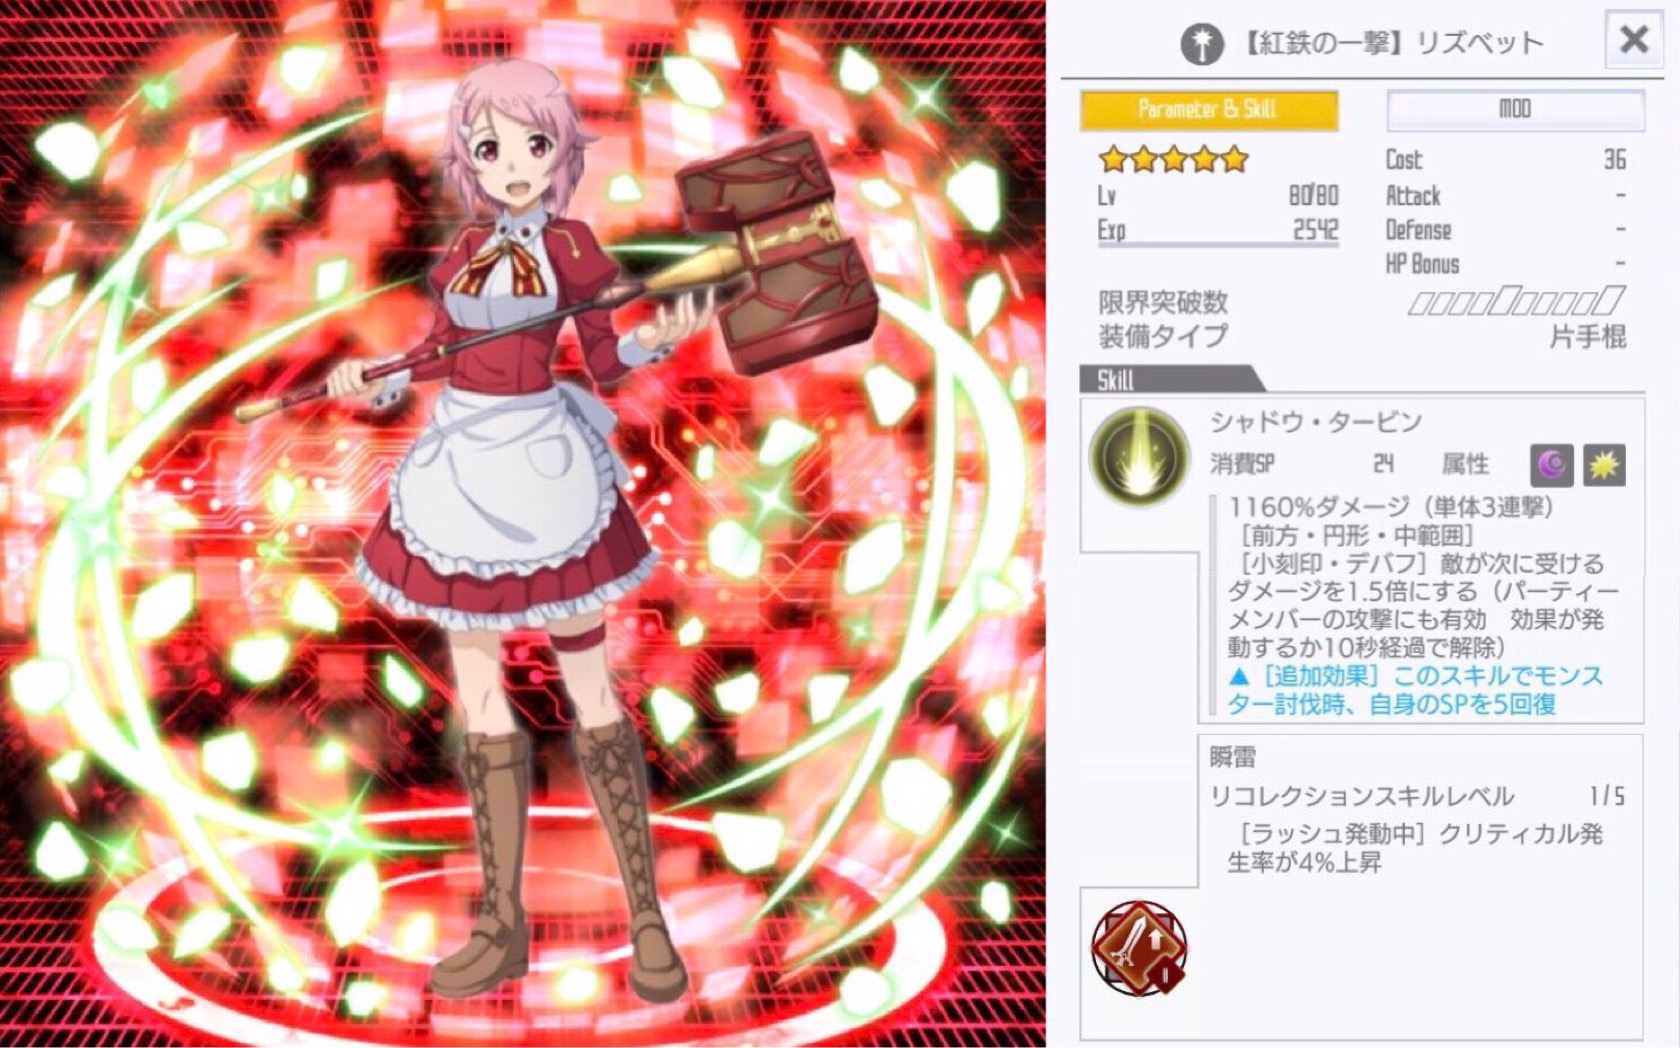 【紅鉄の一撃】リズベット
Parameter & Skill
MOD
Lv 80/80
Exp 2542
Cost 36
Attack -
Defense -
HP Bonus -
限界突破数
装備タイプ 片手棍
Skill
シャドウ・タービン
消費SP 24 属性
1160%ダメージ（単体3連撃）
［前方・円形・中範囲］
［小刻印・デバフ］敵が次に受ける
ダメージを1.5倍にする（パーティー
メンバーの攻撃にも有効　効果が発
動するか10秒経過で解除）
▲［追加効果］このスキルでモンス
ター討伐時、自身のSPを5回復
瞬雷
リコレクションスキルレベル 1/5
［ラッシュ発動中］クリティカル発
生率が4%上昇
I